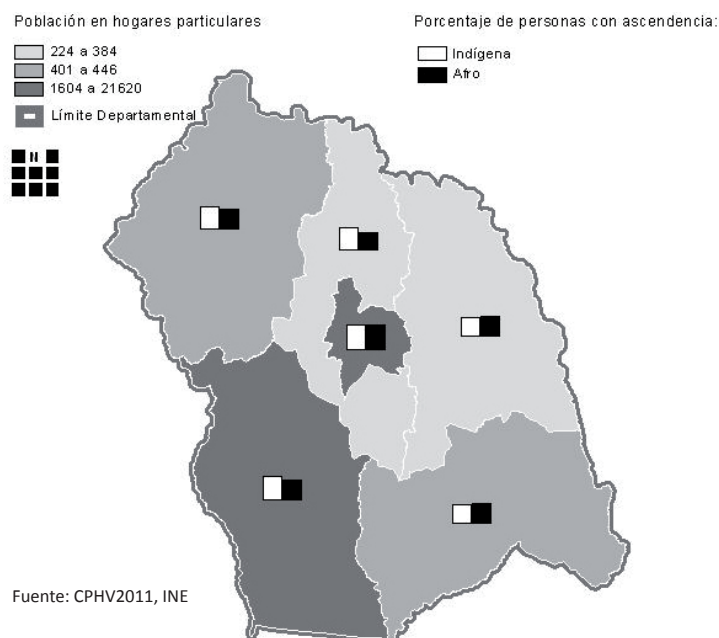 Población en hogares particulares
224 a 384
401 a 446
1604 a 21620
Límite Departamental
N
Porcentaje de personas con ascendencia:
Indígena
Afro
Fuente: CPHV2011, INE